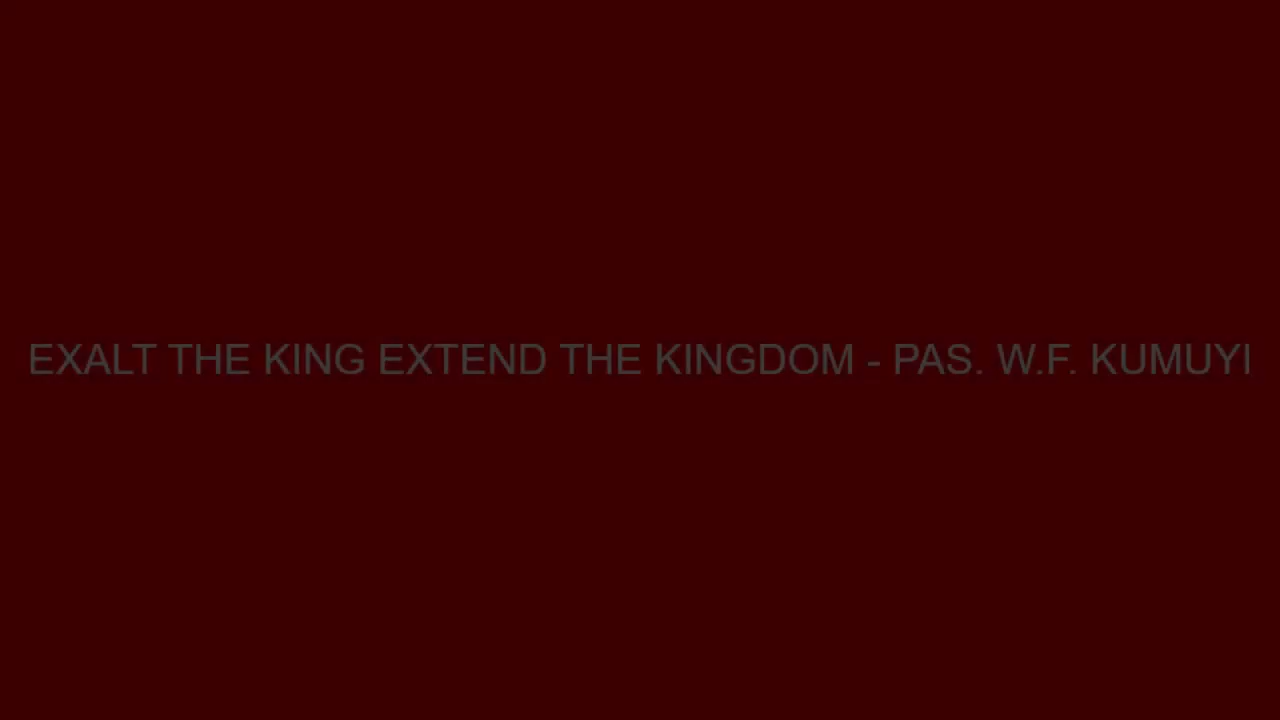 EXALT THE KING EXTEND THE KINGDOM - PAS. W.F. KUMUYI